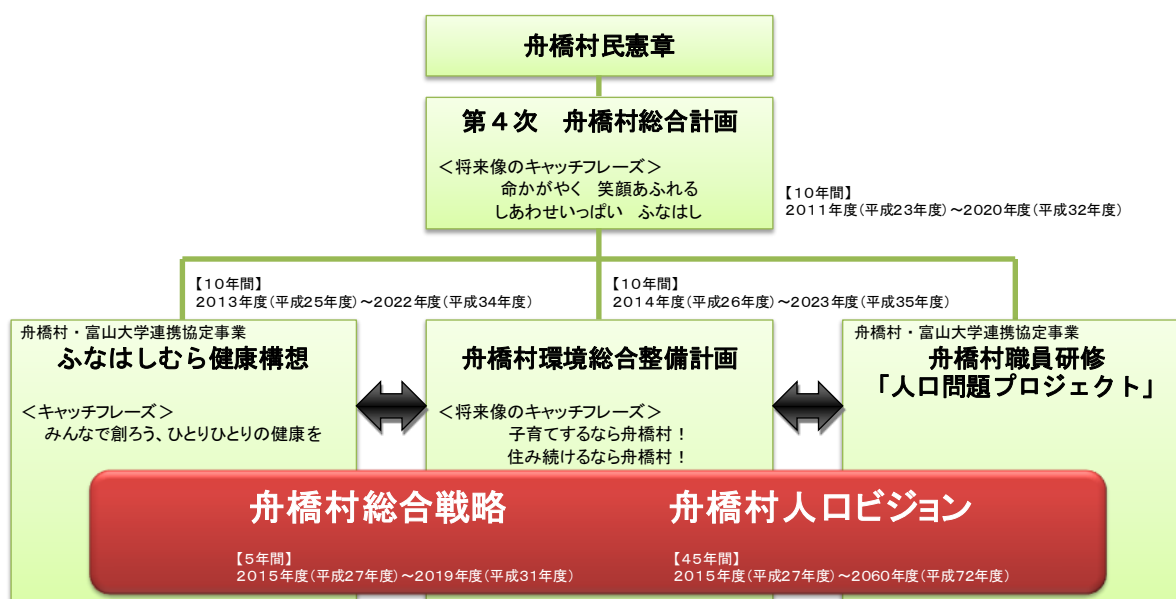 舟橋村民憲章
第４次　舟橋村総合計画
＜将来像のキャッチフレーズ＞
命かがやく　笑顔あふれる
しあわせいっぱい　ふなはし
【10年間】
2011年度(平成23年度)～2020年度(平成32年度)
【10年間】
2013年度(平成25年度)～2022年度(平成34年度)
【10年間】
2014年度(平成26年度)～2023年度(平成35年度)
舟橋村・富山大学連携協定事業
ふなはしむら健康構想
＜キャッチフレーズ＞
みんなで創ろう、ひとりひとりの健康を
舟橋村環境総合整備計画
＜将来像のキャッチフレーズ＞
子育てするなら舟橋村！
住み続けるなら舟橋村！
舟橋村・富山大学連携協定事業
舟橋村職員研修
「人口問題プロジェクト」
舟橋村総合戦略
【5年間】
2015年度(平成27年度)～2019年度(平成31年度)
舟橋村人口ビジョン
【45年間】
2015年度(平成27年度)～2060年度(平成72年度)